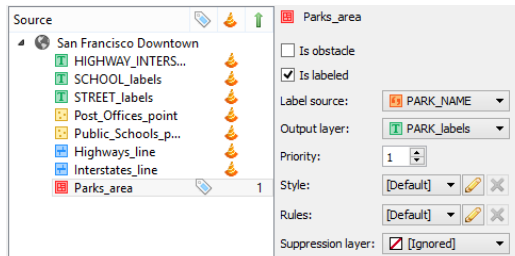 Source
San Francisco Downtown
HIGHWAY_INTERS...
SCHOOL_labels
STREET_labels
Post_Offices_point
Public_Schools_p...
Highways_line
Interstates_line
Parks_area 1
Parks_area
Is obstacle
Is labeled
Label source: PARK_NAME
Output layer: PARK_labels
Priority: 1
Style: [Default]
Rules: [Default]
Suppression layer: [Ignored]